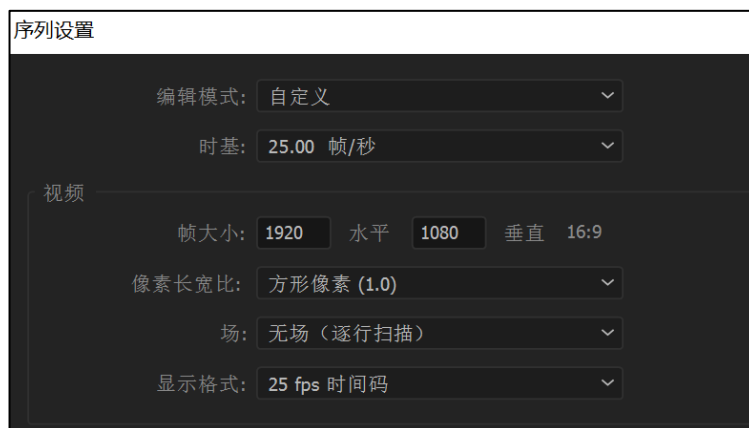 序列设置
编辑模式: 自定义
时基: 25.00 帧/秒
视频
帧大小: 1920 水平 1080 垂直 16:9
像素长宽比: 方形像素 (1.0)
场: 无场（逐行扫描）
显示格式: 25 fps 时间码